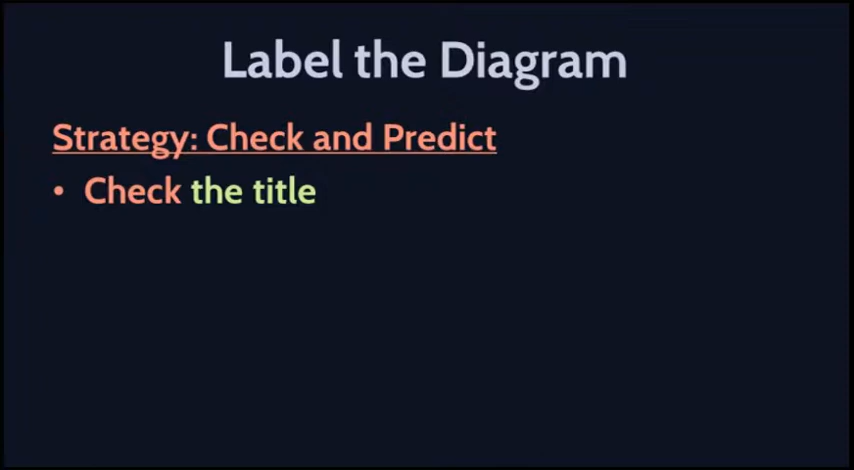 Label the Diagram
Strategy: Check and Predict
• Check the title